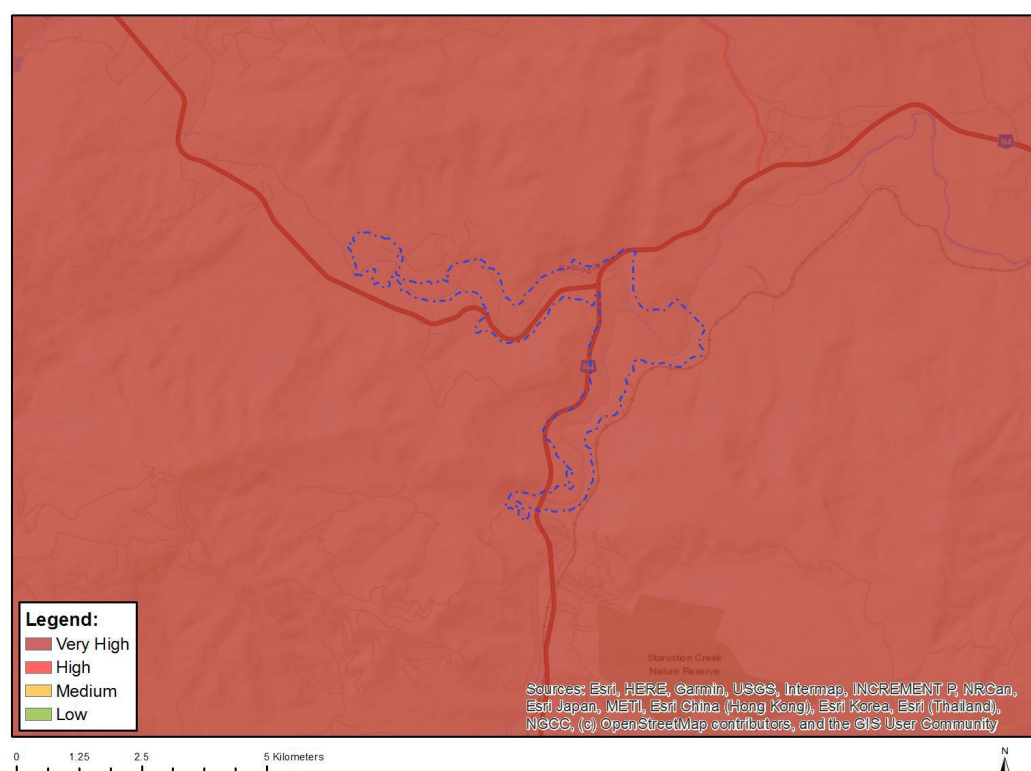 N4
N4
Starvation Creek
Nature Reserve
Legend:
Very High
High
Medium
Low
Sources: Esri, HERE, Garmin, USGS, Intermap, INCREMENT P, NRCan,
Esri Japan, METI, Esri China (Hong Kong), Esri Korea, Esri (Thailand),
NGCC, (c) OpenStreetMap contributors, and the GIS User Community
0 1.25 2.5 5 Kilometers
N